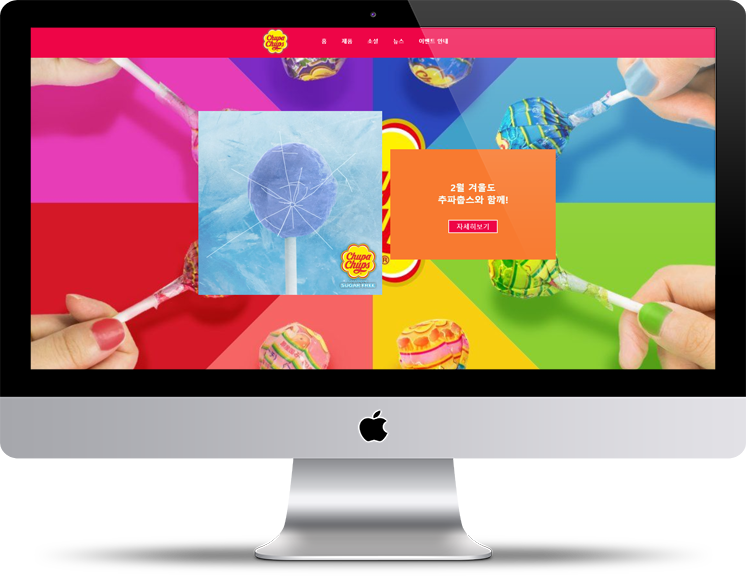 Chupa
Chups
홈
제품
소셜
뉴스
이벤트 안내
2월 겨울도
추파춥스와 함께!
자세히보기
Chupa
Chups
SUGAR FREE
®